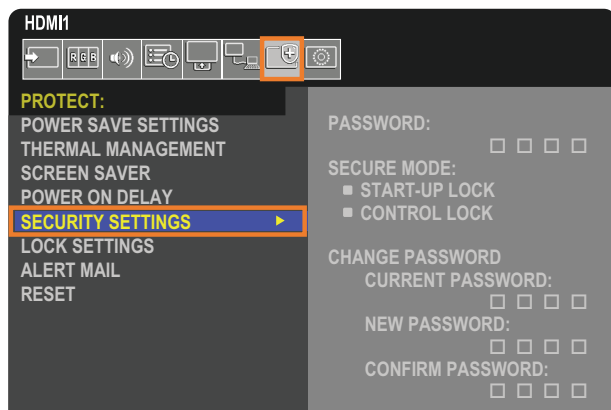 HDMI1
RGB
PROTECT:
POWER SAVE SETTINGS
THERMAL MANAGEMENT
SCREEN SAVER
POWER ON DELAY
SECURITY SETTINGS
LOCK SETTINGS
ALERT MAIL
RESET
PASSWORD:
SECURE MODE:
START-UP LOCK
CONTROL LOCK
CHANGE PASSWORD
CURRENT PASSWORD:
NEW PASSWORD:
CONFIRM PASSWORD: